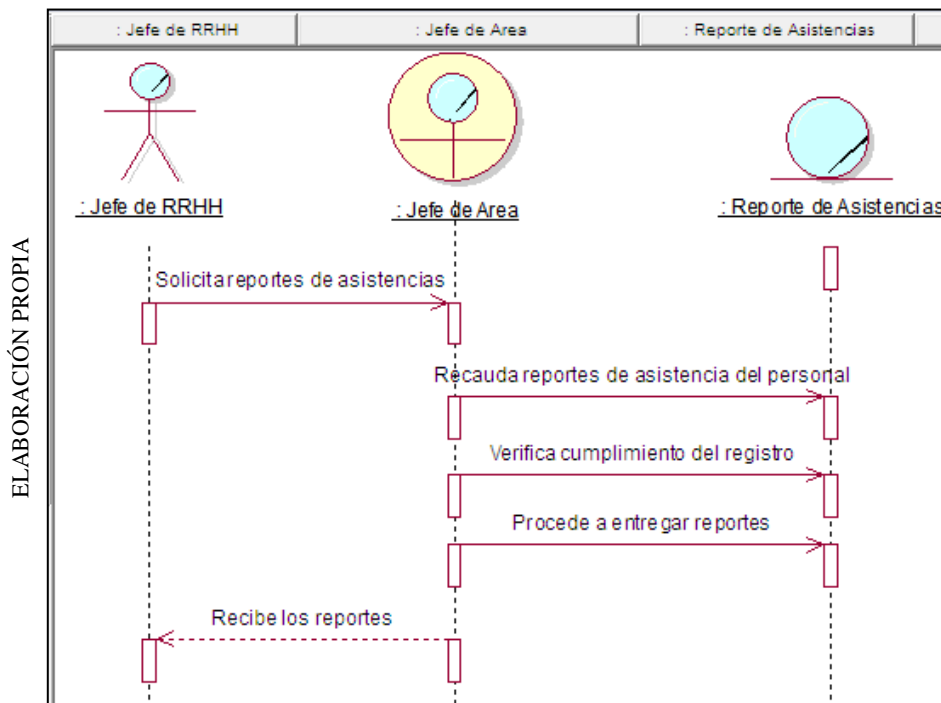 : Jefe de RRHH
: Jefe de Area
: Reporte de Asistencias
: Jefe de RRHH
: Jefe de Area
: Reporte de Asistencias
ELABORACIÓN PROPIA
Solicita reportes de asistencias
Recauda reportes de asistencia del personal
Verifica cumplimiento del registro
Procede a entregar reportes
Recibe los reportes